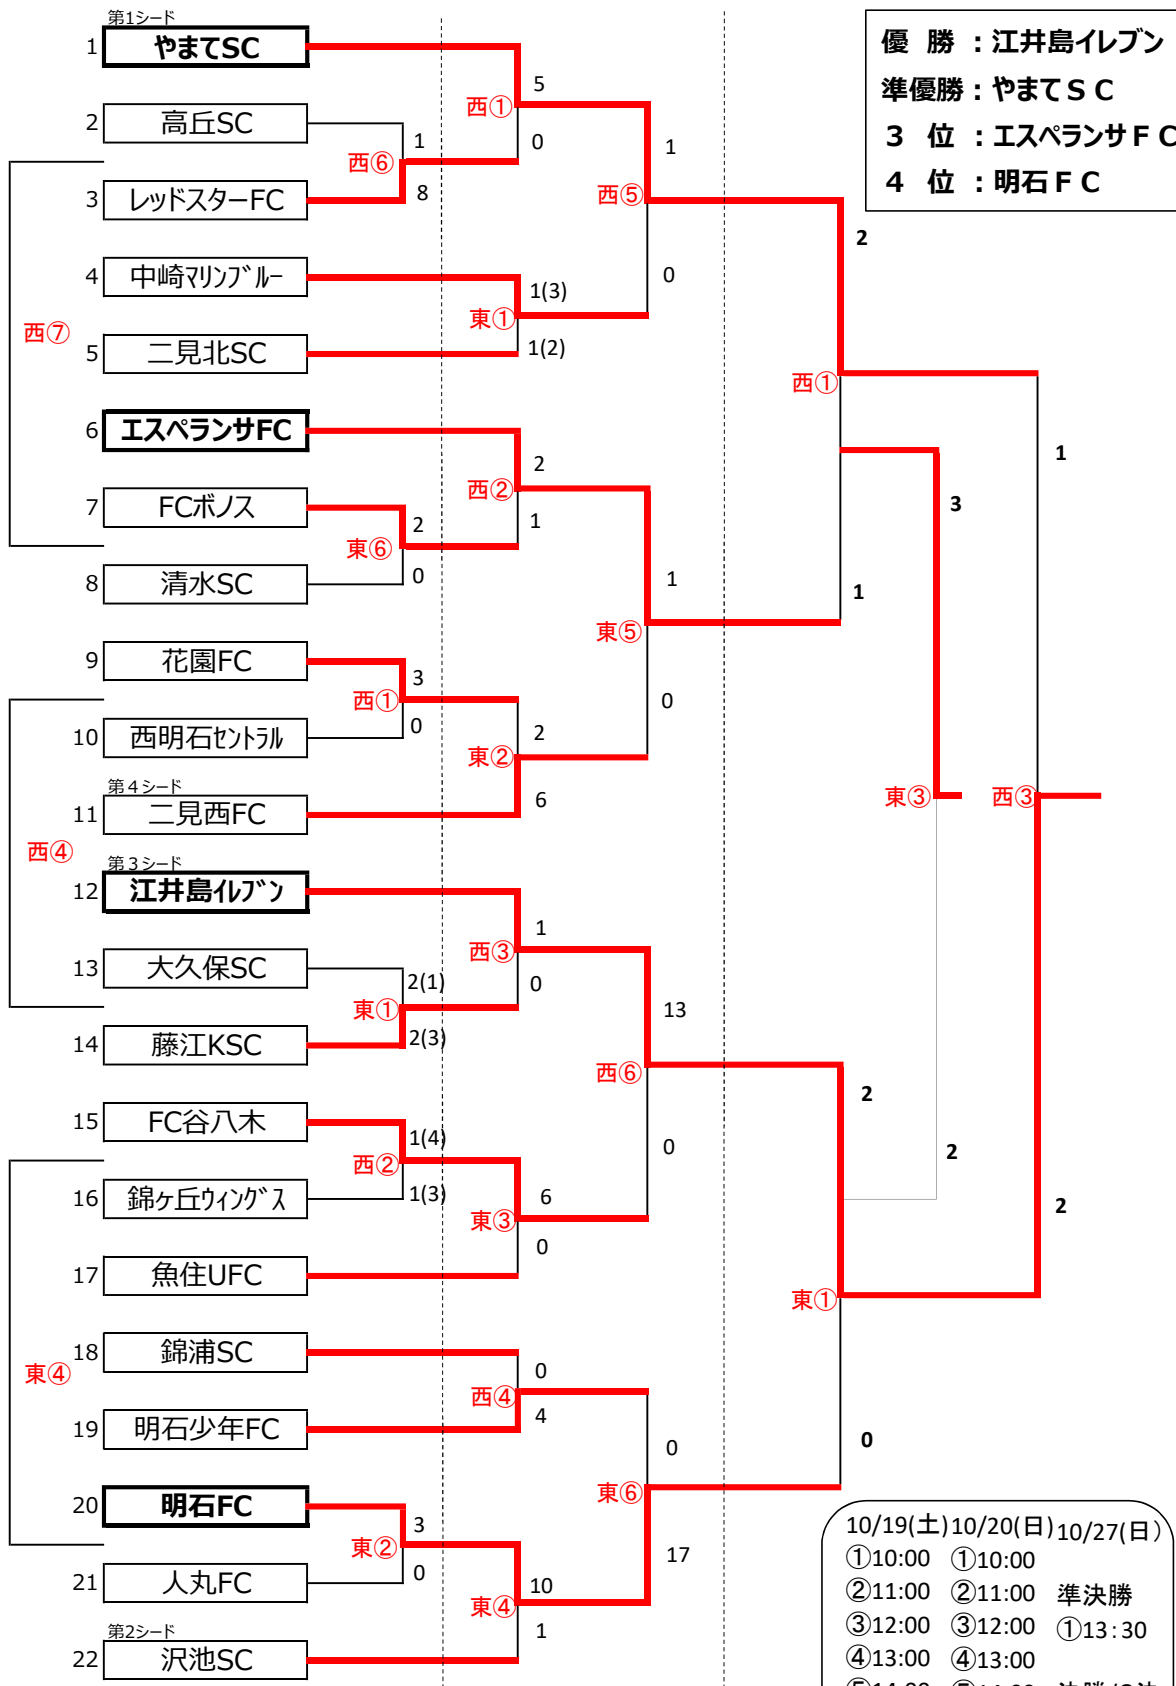 第1シード
1 やまてSC
2 高丘SC
3 レッドスターFC
4 中崎マリンブルー
5 二見北SC
6 エスペランサFC
7 FCボノス
8 清水SC
9 花園FC
10 西明石セントラル
第４シード
11 二見西FC
第３シード
12 江井島イレブン
13 大久保SC
14 藤江KSC
15 FC谷八木
16 錦ヶ丘ウィングス
17 魚住UFC
18 錦浦SC
19 明石少年FC
20 明石FC
21 人丸FC
第2シード
22 沢池SC
西⑦
西④
東④
西⑥
1
8
東⑥
2
0
西①
3
0
東①
2(1)
2(3)
西②
1(4)
1(3)
東②
3
0
西①
5
0
東①
1(3)
1(2)
西②
2
1
東②
2
6
西③
1
0
東③
6
0
西④
0
4
東④
10
1
西⑤
1
0
東⑤
1
0
西⑥
13
0
東⑥
0
17
西①
2
1
東①
2
0
東③
3
2
西③
1
2
優 勝 ：江井島イレブン
準優勝：やまてＳＣ
３ 位 ：エスペランサＦＣ
４ 位 ：明石ＦＣ
10/19(土) 10/20(日) 10/27(日)
①10:00 ①10:00
②11:00 ②11:00 準決勝
③12:00 ③12:00 ①13:30
④13:00 ④13:00